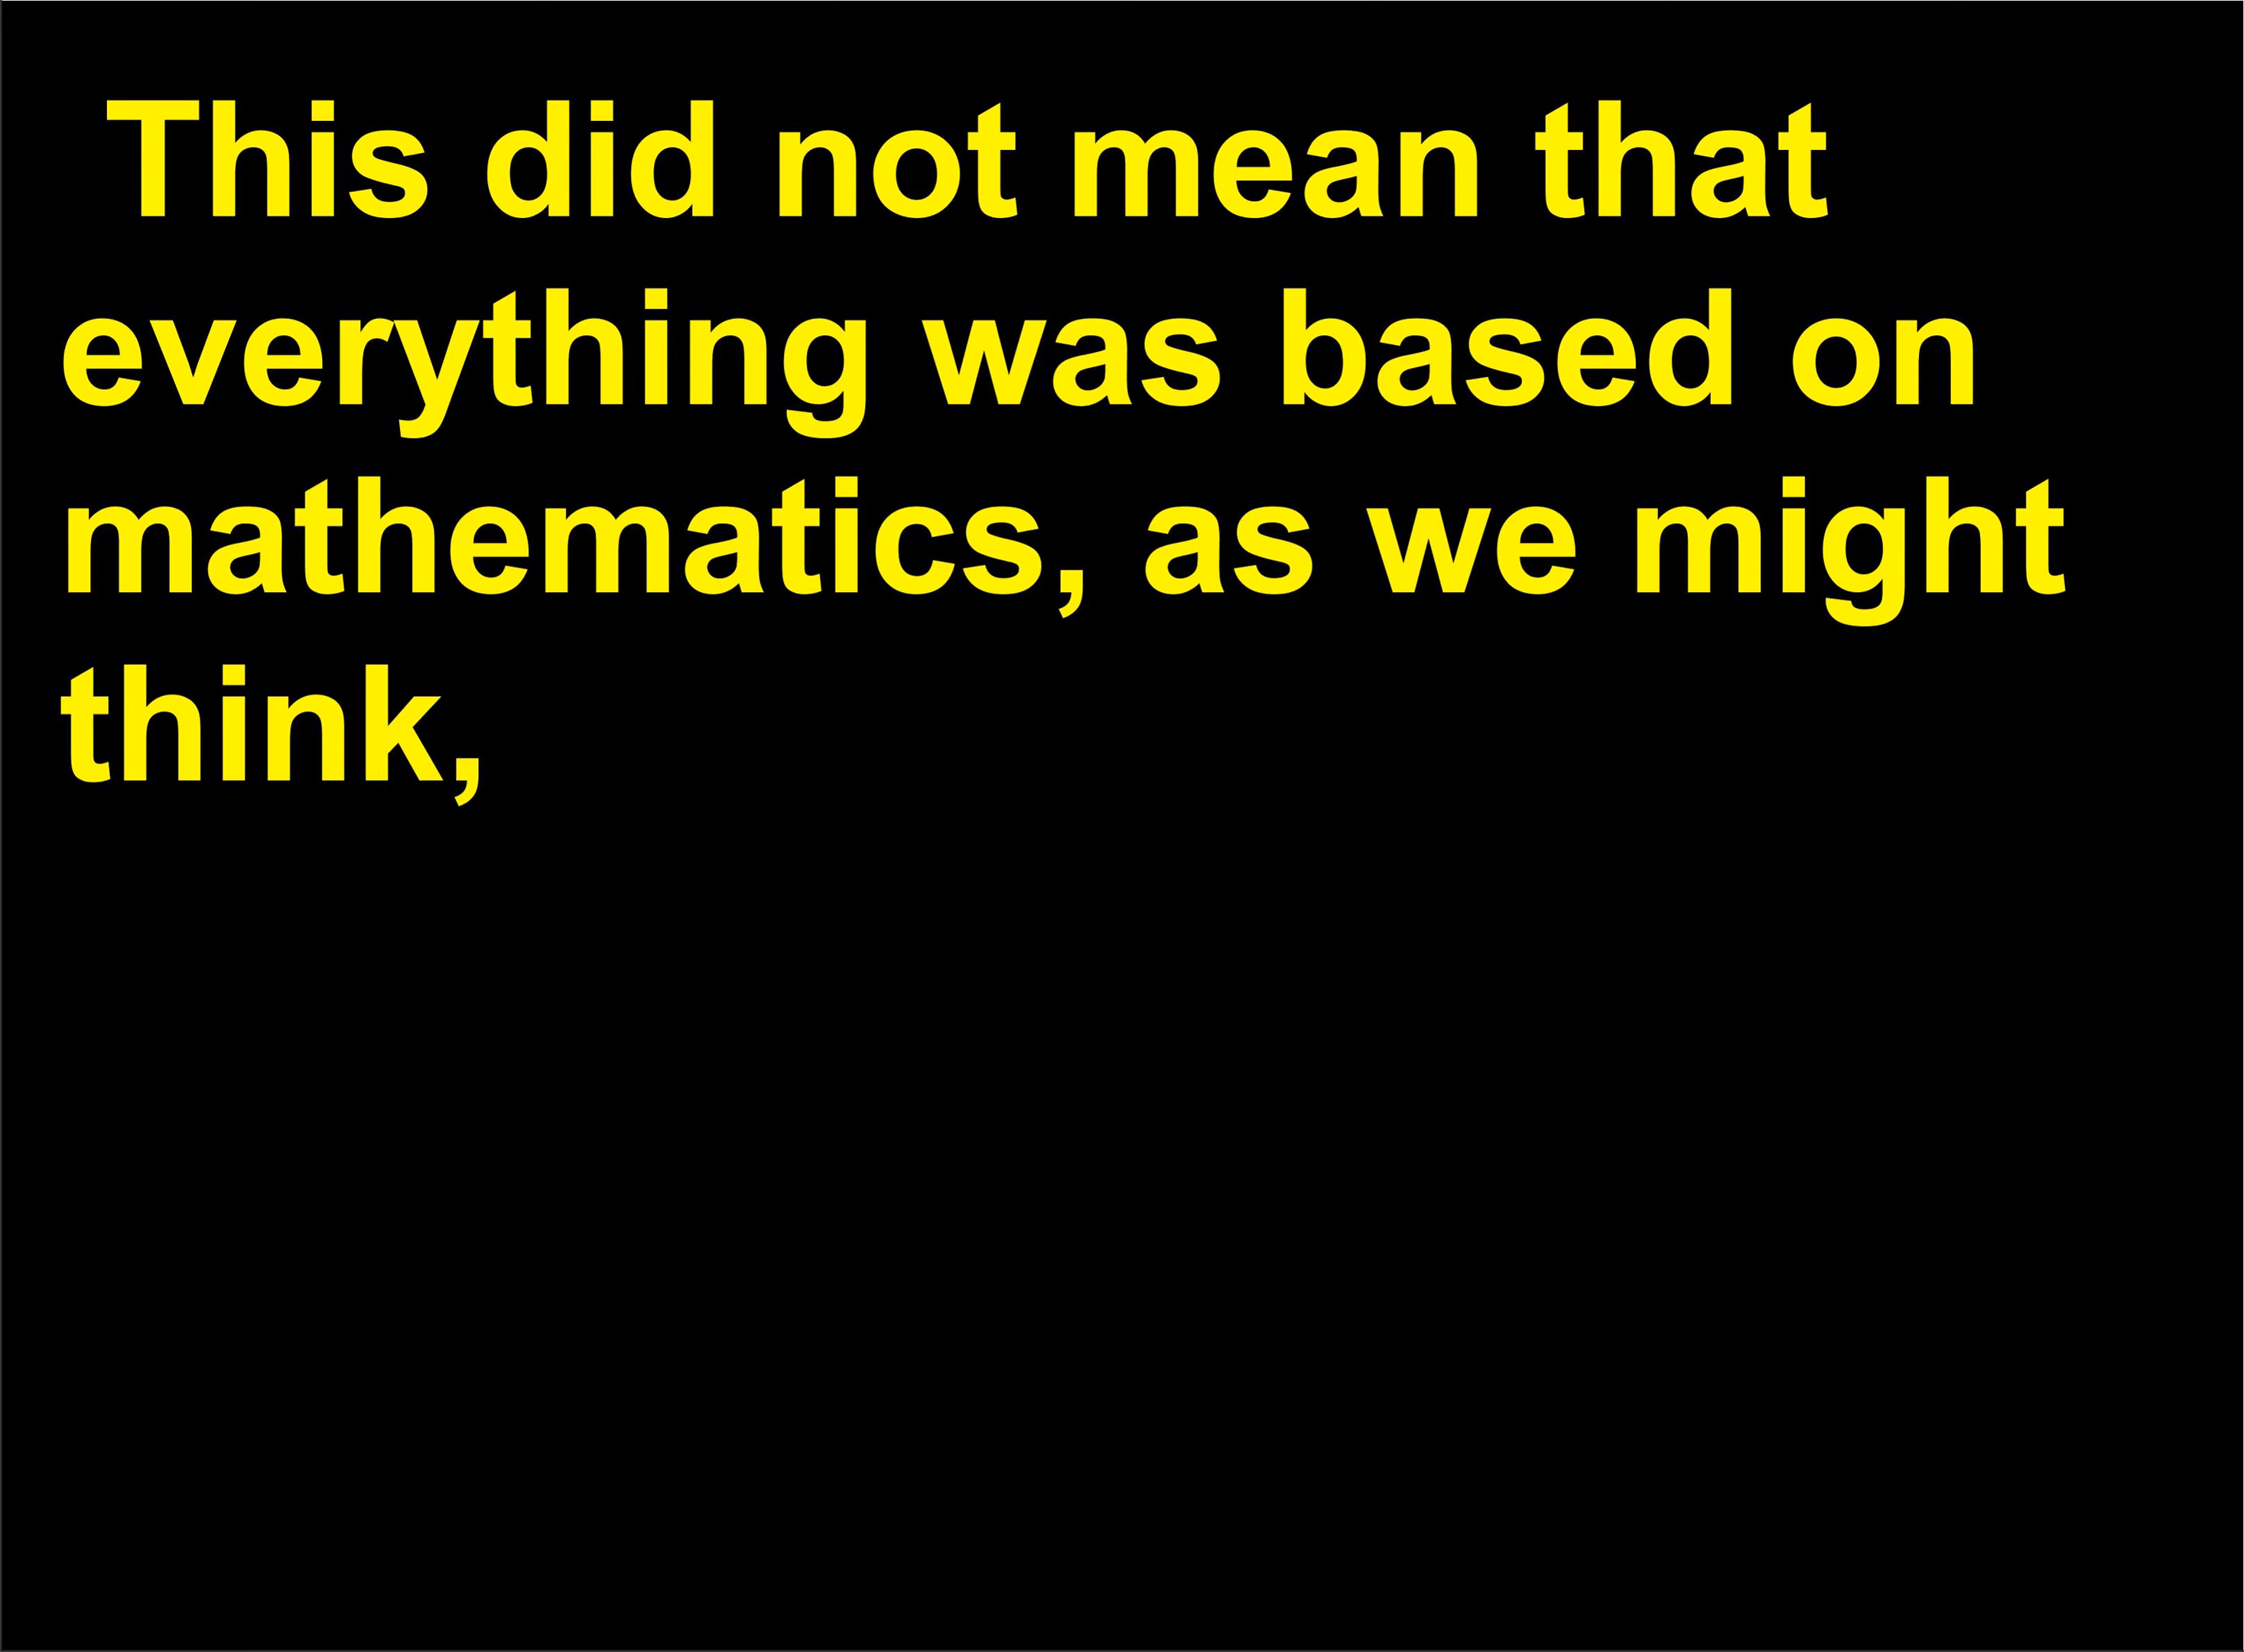 This did not mean that
everything was based on
mathematics, as we might
think,